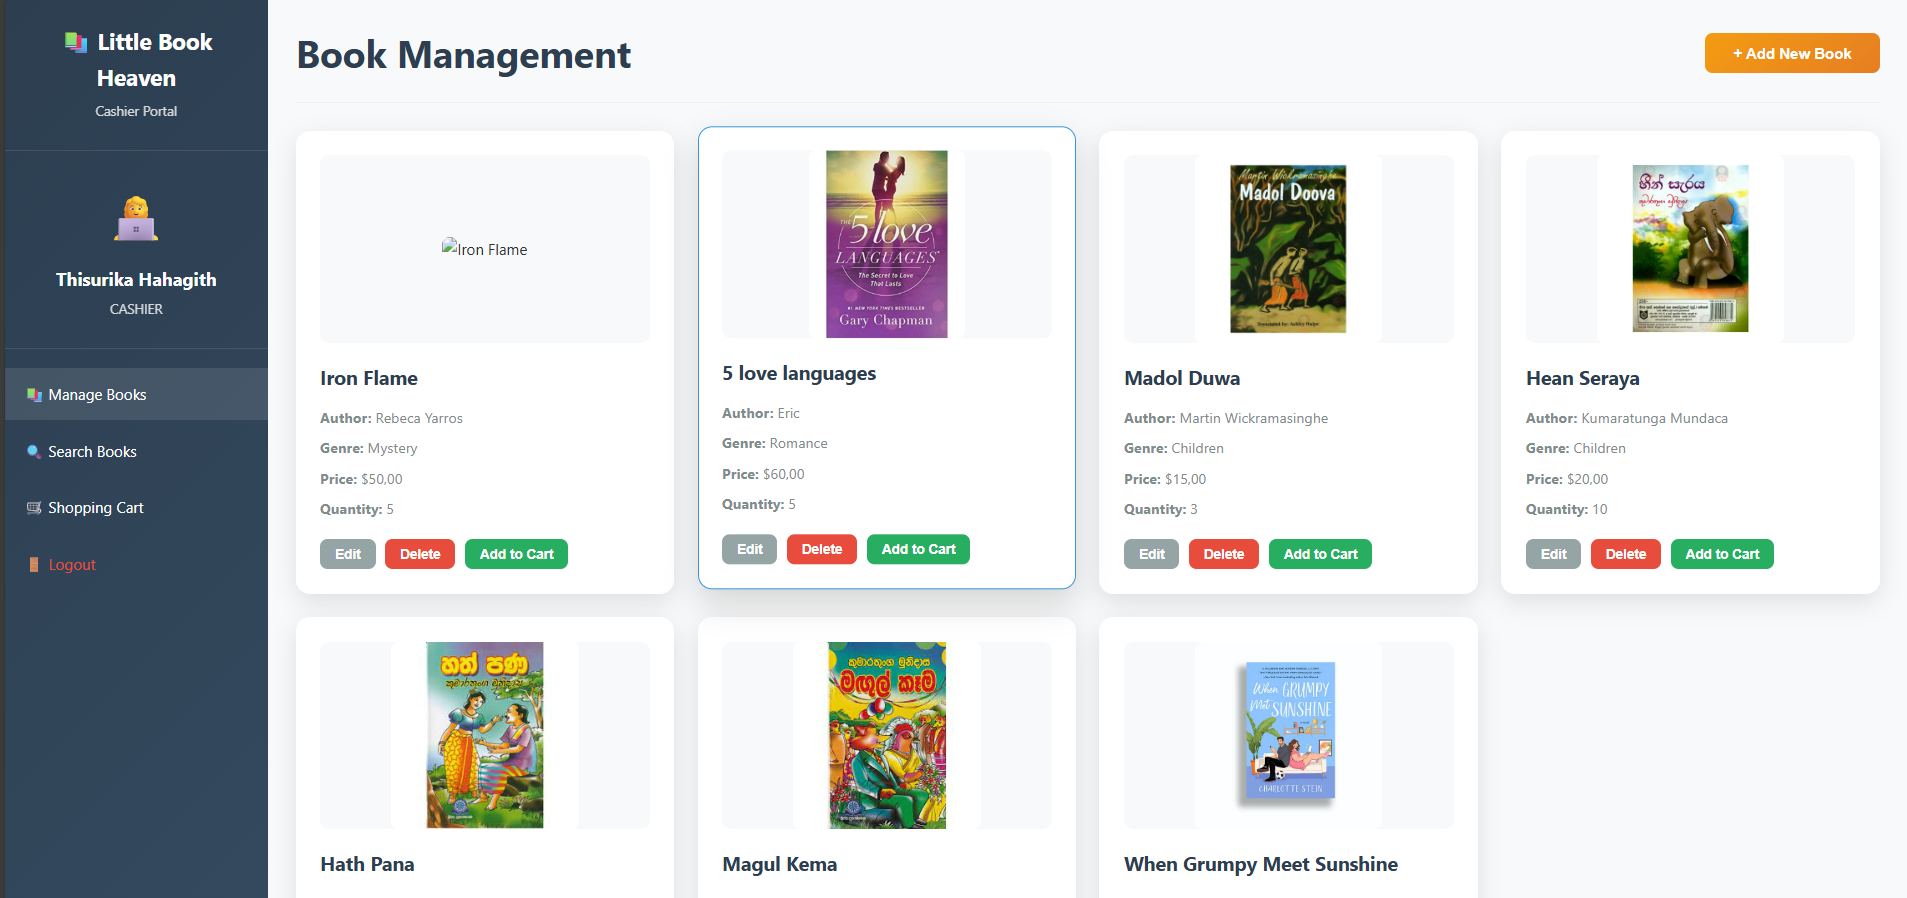 Little Book
Heaven
Cashier Portal
Thisurika Hahagith
CASHIER
Manage Books
Search Books
Shopping Cart
Logout
Book Management
+ Add New Book
Iron Flame
Iron Flame
Author: Rebeca Yarros
Genre: Mystery
Price: $50,00
Quantity: 5
Edit Delete Add to Cart
THE
5 love
LANGUAGES
The Secret to Love
That Lasts
#1 NEW YORK TIMES BESTSELLER
Gary Chapman
5 love languages
Author: Eric
Genre: Romance
Price: $60,00
Quantity: 5
Edit Delete Add to Cart
Martin Wickramasinghe
Madol Doova
Madol Duwa
Author: Martin Wickramasinghe
Genre: Children
Price: $15,00
Quantity: 3
Edit Delete Add to Cart
හීන් සැරය
Hean Seraya
Author: Kumaratunga Mundaca
Genre: Children
Price: $20,00
Quantity: 10
Edit Delete Add to Cart
හත් පණ
කුමාරතුංග මුනිදාස
Hath Pana
කුමාරතුංග මුනිදාස
මඟුල් කෑම
Magul Kema
When GRUMPY
Met SUNSHINE
CHARLOTTE STEIN
When Grumpy Meet Sunshine